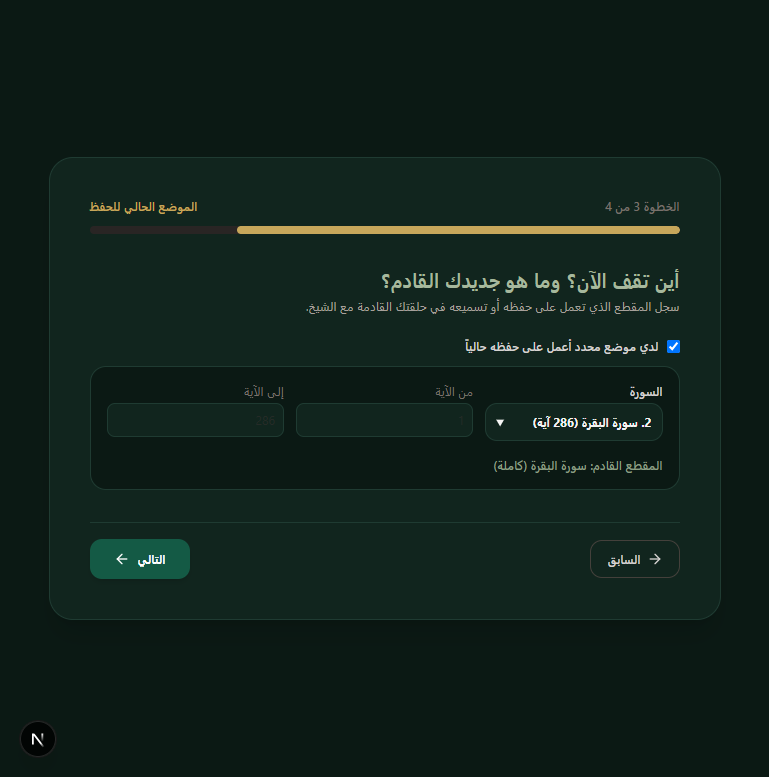 الخطوة 3 من 4
الموضع الحالي للحفظ
أين تقف الآن؟ وما هو جديدك القادم؟
سجل المقطع الذي تعمل على حفظه أو تسميعه في حلقتك القادمة مع الشيخ.
لدي موضع محدد أعمل على حفظه حالياً
السورة
من الآية
إلى الآية
2. سورة البقرة (286 آية)
1
286
المقطع القادم: سورة البقرة (كاملة)
السابق
التالي
N